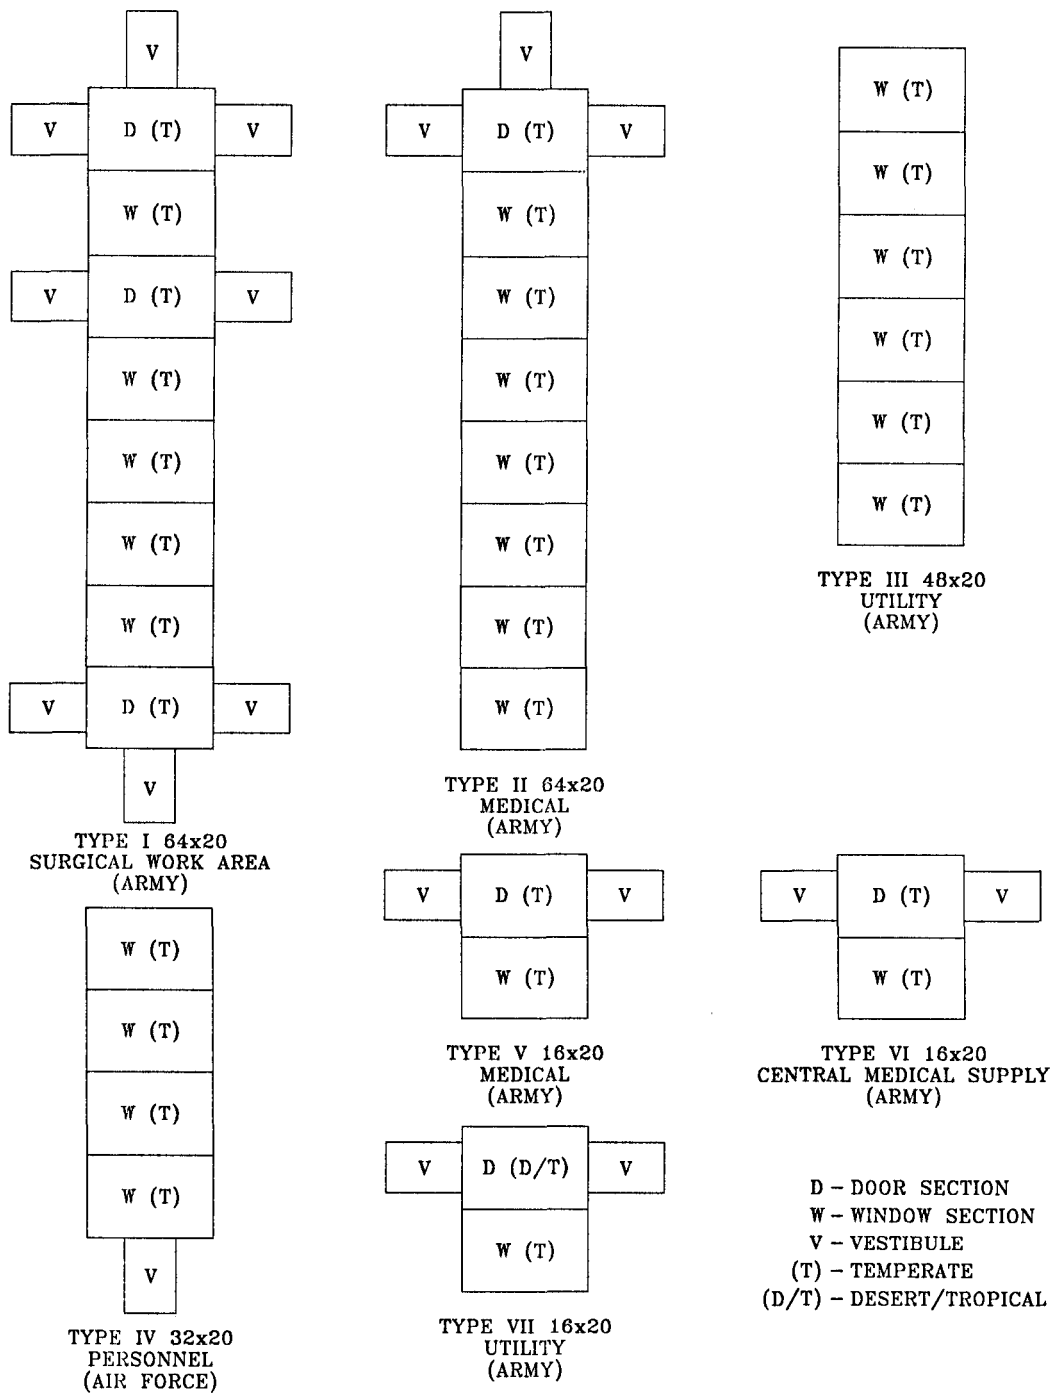 V
V D (T) V
W (T)
V D (T) V
W (T)
W (T)
W (T)
W (T)
V D (T) V
V
TYPE I 64x20
SURGICAL WORK AREA
(ARMY)
V
V D (T) V
W (T)
W (T)
W (T)
W (T)
W (T)
W (T)
W (T)
TYPE II 64x20
MEDICAL
(ARMY)
W (T)
W (T)
W (T)
W (T)
W (T)
W (T)
TYPE III 48x20
UTILITY
(ARMY)
W (T)
W (T)
W (T)
W (T)
V
TYPE IV 32x20
PERSONNEL
(AIR FORCE)
V D (T) V
W (T)
TYPE V 16x20
MEDICAL
(ARMY)
V D (T) V
W (T)
TYPE VI 16x20
CENTRAL MEDICAL SUPPLY
(ARMY)
V D (D/T) V
W (T)
TYPE VII 16x20
UTILITY
(ARMY)
D – DOOR SECTION
W – WINDOW SECTION
V – VESTIBULE
(T) – TEMPERATE
(D/T) – DESERT/TROPICAL